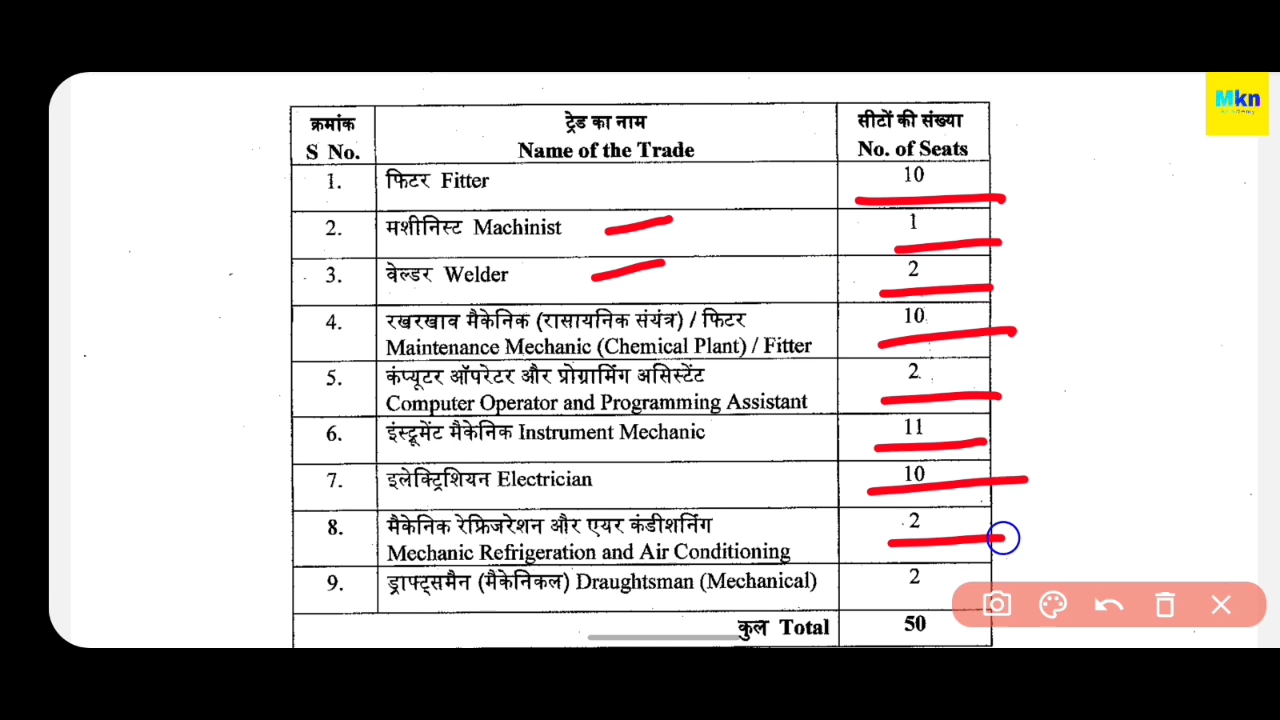 Mkn
Academy
क्रमांक
S No.
ट्रेड का नाम
Name of the Trade
सीटों की संख्या
No. of Seats
1.
फिटर Fitter
10
2.
मशीनिस्ट Machinist
1
3.
वेल्डर Welder
2
4.
रखरखाव मैकेनिक (रासायनिक संयंत्र) / फिटर
Maintenance Mechanic (Chemical Plant) / Fitter
10
5.
कंप्यूटर ऑपरेटर और प्रोग्रामिंग असिस्टेंट
Computer Operator and Programming Assistant
2
6.
इंस्ट्रूमेंट मैकेनिक Instrument Mechanic
11
7.
इलेक्ट्रिशियन Electrician
10
8.
मैकेनिक रेफ्रिजरेशन और एयर कंडीशनिंग
Mechanic Refrigeration and Air Conditioning
2
9.
ड्राफ्ट्समैन (मैकेनिकल) Draughtsman (Mechanical)
2
कुल Total
50